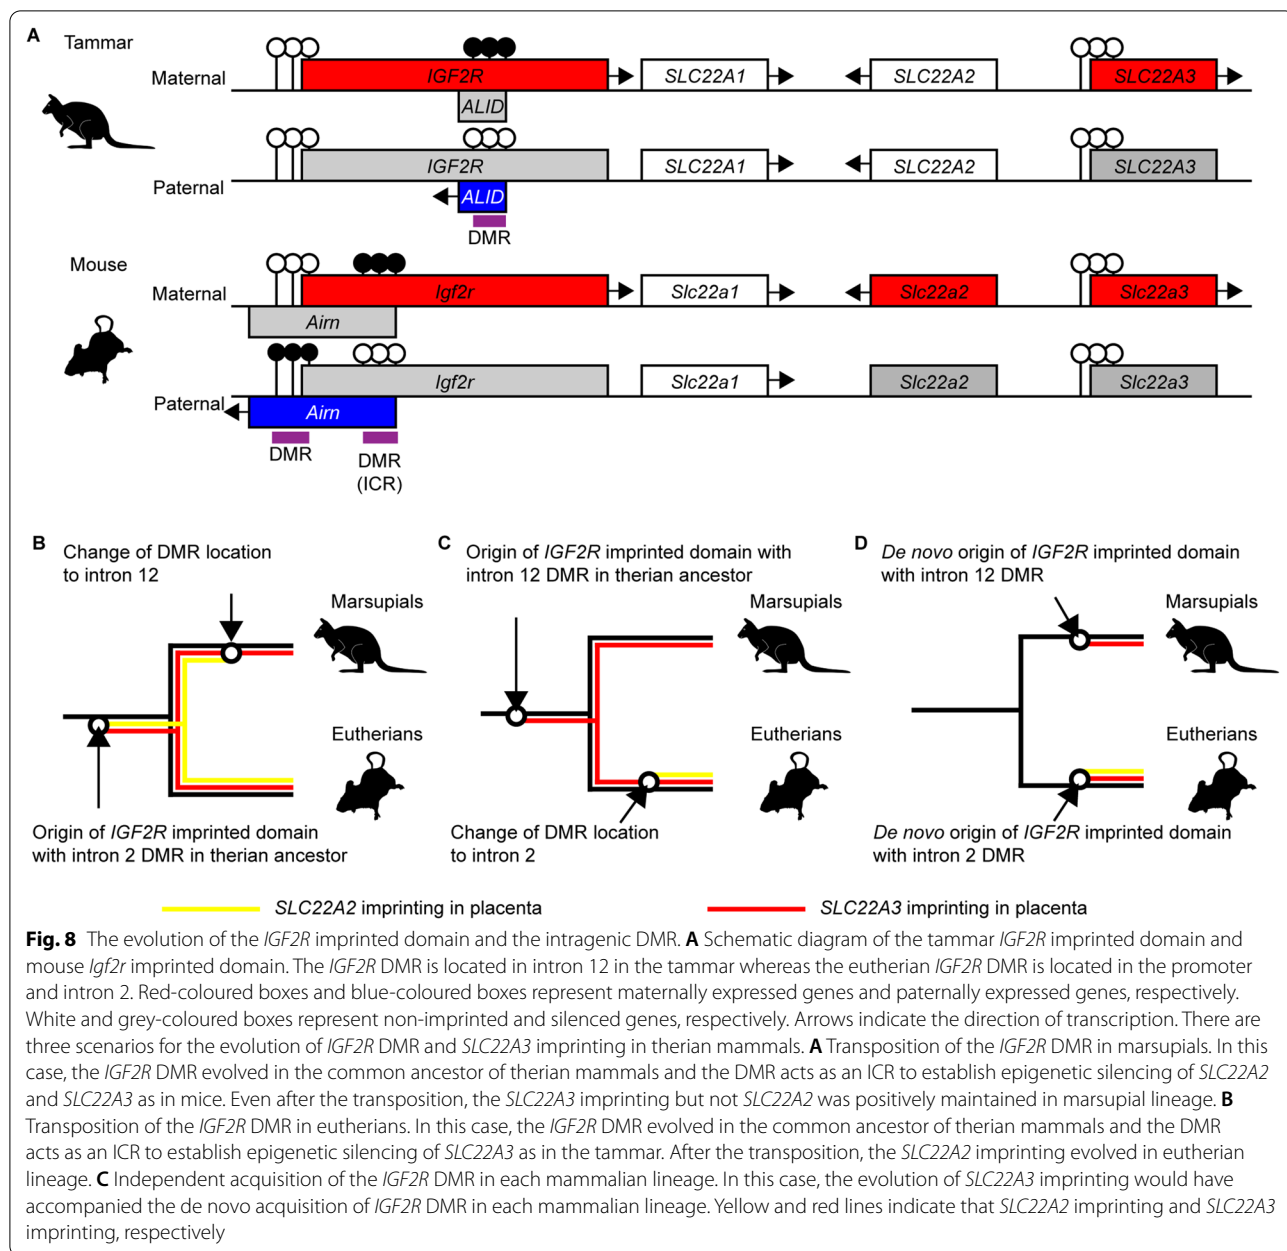 A
Tammar
Maternal
IGF2R
SLC22A1
SLC22A2
SLC22A3
ALID
Paternal
IGF2R
SLC22A1
SLC22A2
SLC22A3
ALID
DMR
Mouse
Maternal
Igf2r
Slc22a1
Slc22a2
Slc22a3
Airn
Paternal
Igf2r
Slc22a1
Slc22a2
Slc22a3
Airn
DMR
DMR
(ICR)
B
Change of DMR location
to intron 12
Marsupials
Eutherians
Origin of IGF2R imprinted domain
with intron 2 DMR in therian ancestor
C
Origin of IGF2R imprinted domain with
intron 12 DMR in therian ancestor
Marsupials
Eutherians
Change of DMR location
to intron 2
D
De novo origin of IGF2R imprinted domain
with intron 12 DMR
Marsupials
Eutherians
De novo origin of IGF2R imprinted domain
with intron 2 DMR
SLC22A2 imprinting in placenta
SLC22A3 imprinting in placenta
Fig. 8 The evolution of the IGF2R imprinted domain and the intragenic DMR. A Schematic diagram of the tammar IGF2R imprinted domain and
mouse Igf2r imprinted domain. The IGF2R DMR is located in intron 12 in the tammar whereas the eutherian IGF2R DMR is located in the promoter
and intron 2. Red-coloured boxes and blue-coloured boxes represent maternally expressed genes and paternally expressed genes, respectively.
White and grey-coloured boxes represent non-imprinted and silenced genes, respectively. Arrows indicate the direction of transcription. There are
three scenarios for the evolution of IGF2R DMR and SLC22A3 imprinting in therian mammals. A Transposition of the IGF2R DMR in marsupials. In this
case, the IGF2R DMR evolved in the common ancestor of therian mammals and the DMR acts as an ICR to establish epigenetic silencing of SLC22A2
and SLC22A3 as in mice. Even after the transposition, the SLC22A3 imprinting but not SLC22A2 was positively maintained in marsupial lineage. B
Transposition of the IGF2R DMR in eutherians. In this case, the IGF2R DMR evolved in the common ancestor of therian mammals and the DMR
acts as an ICR to establish epigenetic silencing of SLC22A3 as in the tammar. After the transposition, the SLC22A2 imprinting evolved in eutherian
lineage. C Independent acquisition of the IGF2R DMR in each mammalian lineage. In this case, the evolution of SLC22A3 imprinting would have
accompanied the de novo acquisition of IGF2R DMR in each mammalian lineage. Yellow and red lines indicate that SLC22A2 imprinting and SLC22A3
imprinting, respectively